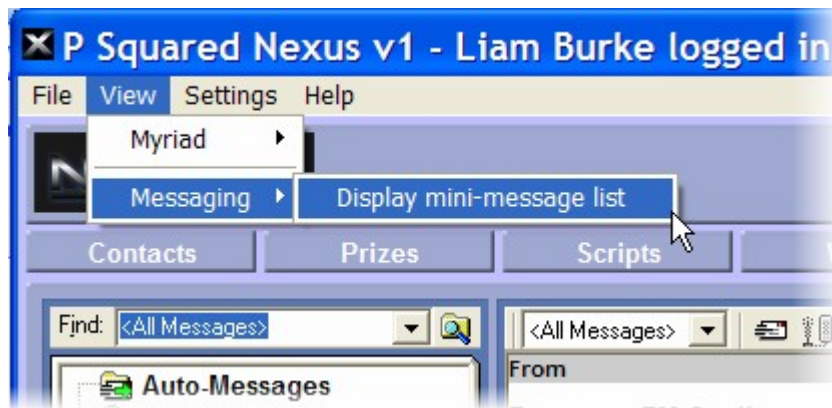 P Squared Nexus v1 - Liam Burke logged in
File View Settings Help
Myriad
Messaging Display mini-message list
Contacts Prizes Scripts
Find: <All Messages> <All Messages>
Auto-Messages From